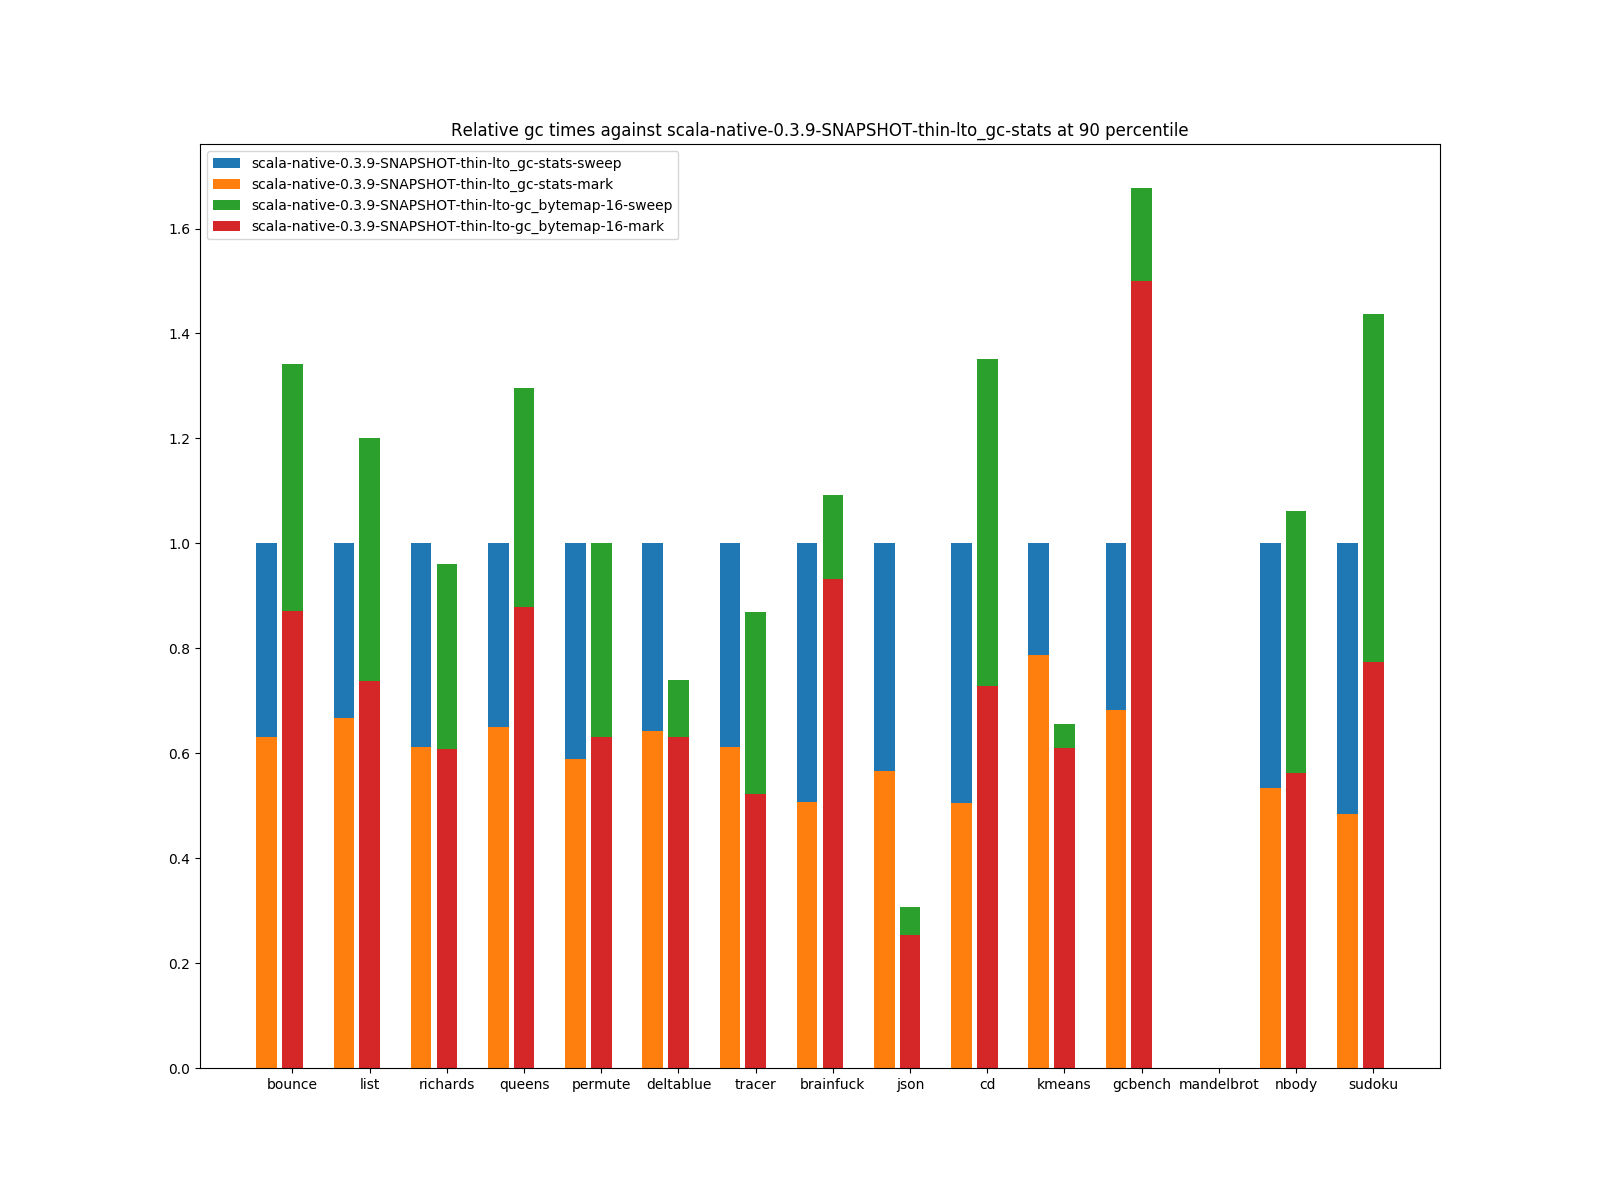 Relative gc times against scala-native-0.3.9-SNAPSHOT-thin-lto_gc-stats at 90 percentile
scala-native-0.3.9-SNAPSHOT-thin-lto_gc-stats-sweep
scala-native-0.3.9-SNAPSHOT-thin-lto_gc-stats-mark
scala-native-0.3.9-SNAPSHOT-thin-lto-gc_bytemap-16-sweep
scala-native-0.3.9-SNAPSHOT-thin-lto-gc_bytemap-16-mark
1.6
1.4
1.2
1.0
0.8
0.6
0.4
0.2
0.0
bounce list richards queens permute deltablue tracer brainfuck json cd kmeans gcbench mandelbrot nbody sudoku